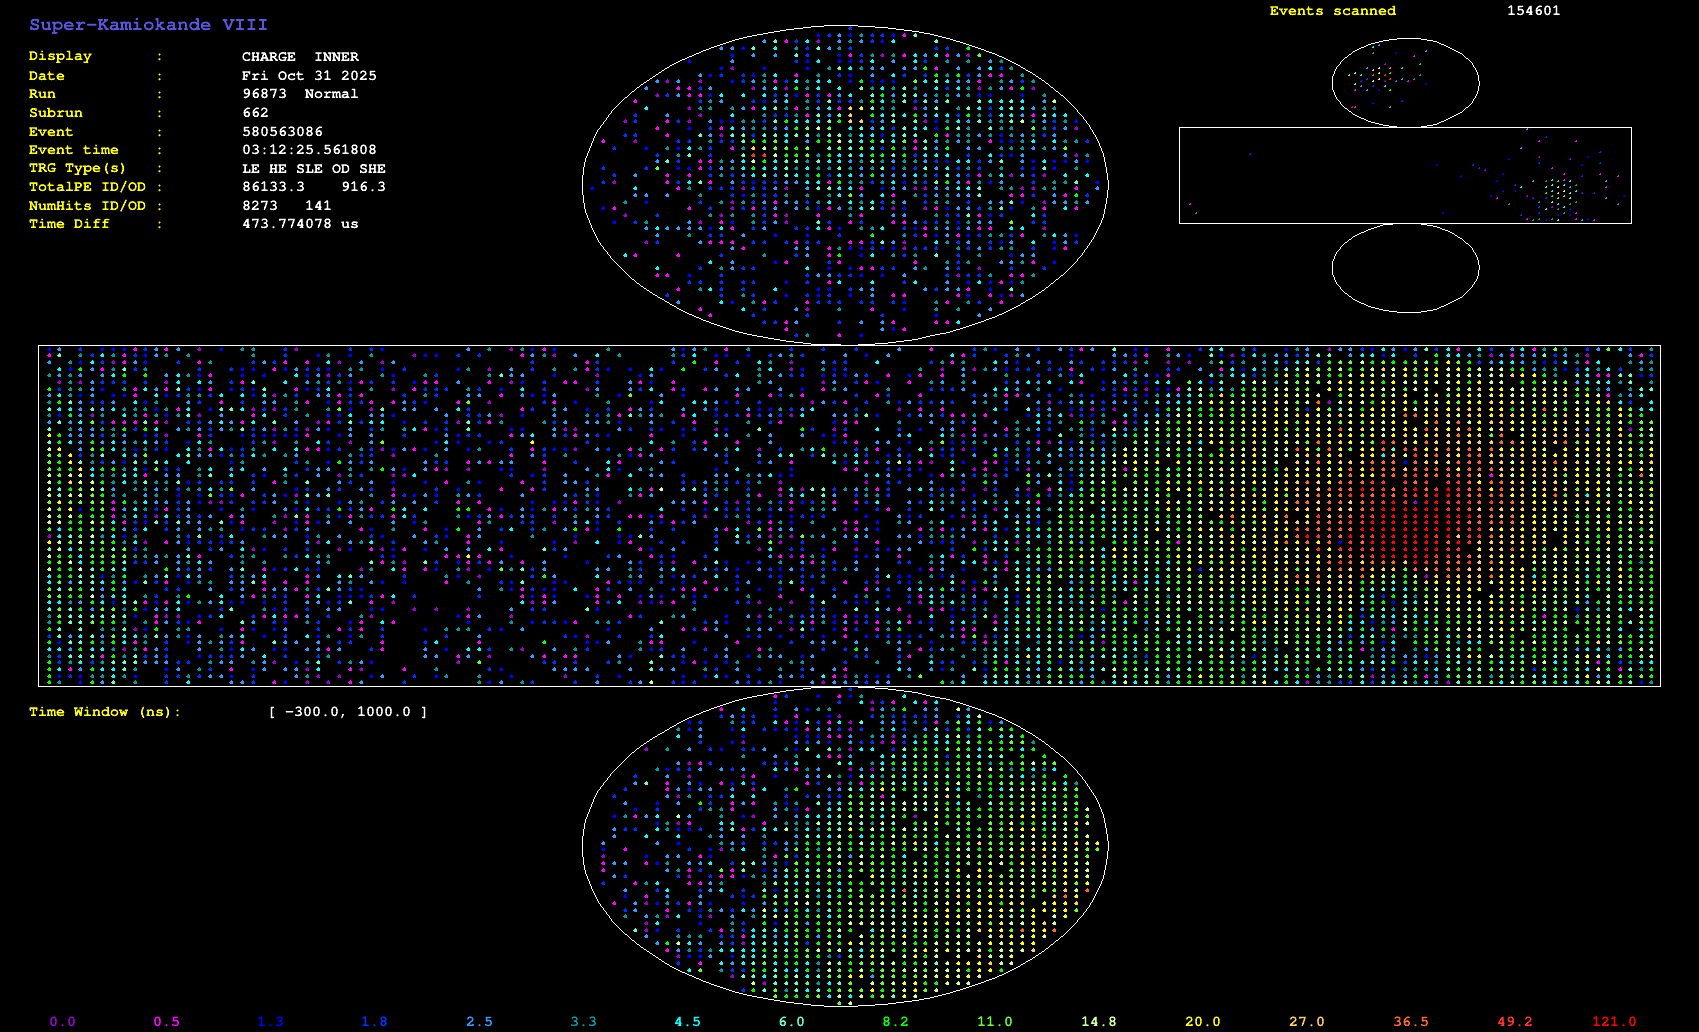 Super-Kamiokande VIII
Display : CHARGE INNER
Date : Fri Oct 31 2025
Run : 96873 Normal
Subrun : 662
Event : 580563086
Event time : 03:12:25.561808
TRG Type(s) : LE HE SLE OD SHE
TotalPE ID/OD : 86133.3 916.3
NumHits ID/OD : 8273 141
Time Diff : 473.774078 us
Events scanned 154601
Time Window (ns): [ -300.0, 1000.0 ]
0.0 0.5 1.3 1.8 2.5 3.3 4.5 6.0 8.2 11.0 14.8 20.0 27.0 36.5 49.2 121.0